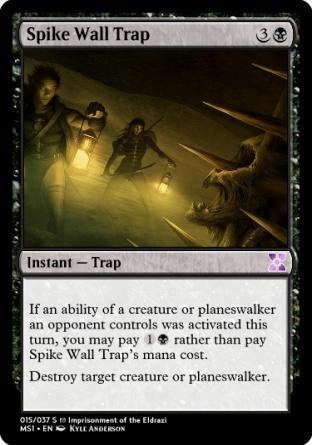 Spike Wall Trap 3
Instant — Trap
If an ability of a creature or planeswalker
an opponent controls was activated this
turn, you may pay 1 rather than pay
Spike Wall Trap's mana cost.
Destroy target creature or planeswalker.
015/037 S Imprisonment of the Eldrazi
MS1 • EN Kyle Anderson